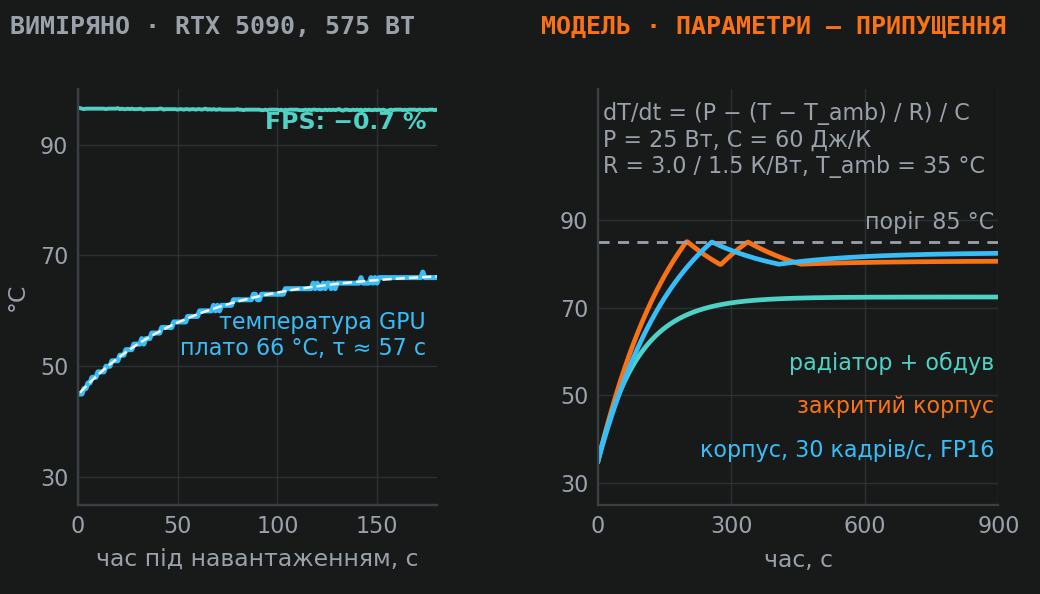 ВИМІРЯНО · RTX 5090, 575 ВТ
FPS: −0.7 %
температура GPU
плато 66 °C, τ ≈ 57 с
°C
90
70
50
30
0
50
100
150
час під навантаженням, с
МОДЕЛЬ · ПАРАМЕТРИ — ПРИПУЩЕННЯ
dT/dt = (P − (T − T_amb) / R) / C
P = 25 Вт, C = 60 Дж/К
R = 3.0 / 1.5 К/Вт, T_amb = 35 °C
поріг 85 °C
радіатор + обдув
закритий корпус
корпус, 30 кадрів/с, FP16
90
70
50
30
0
300
600
900
час, с